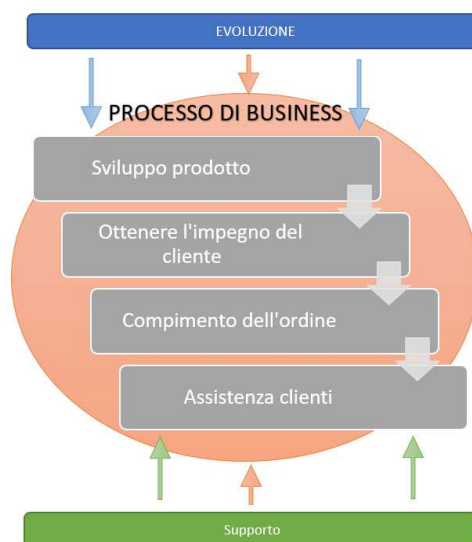 EVOLUZIONE
PROCESSO DI BUSINESS
Sviluppo prodotto
Ottenere l'impegno del
cliente
Compimento dell'ordine
Assistenza clienti
Supporto